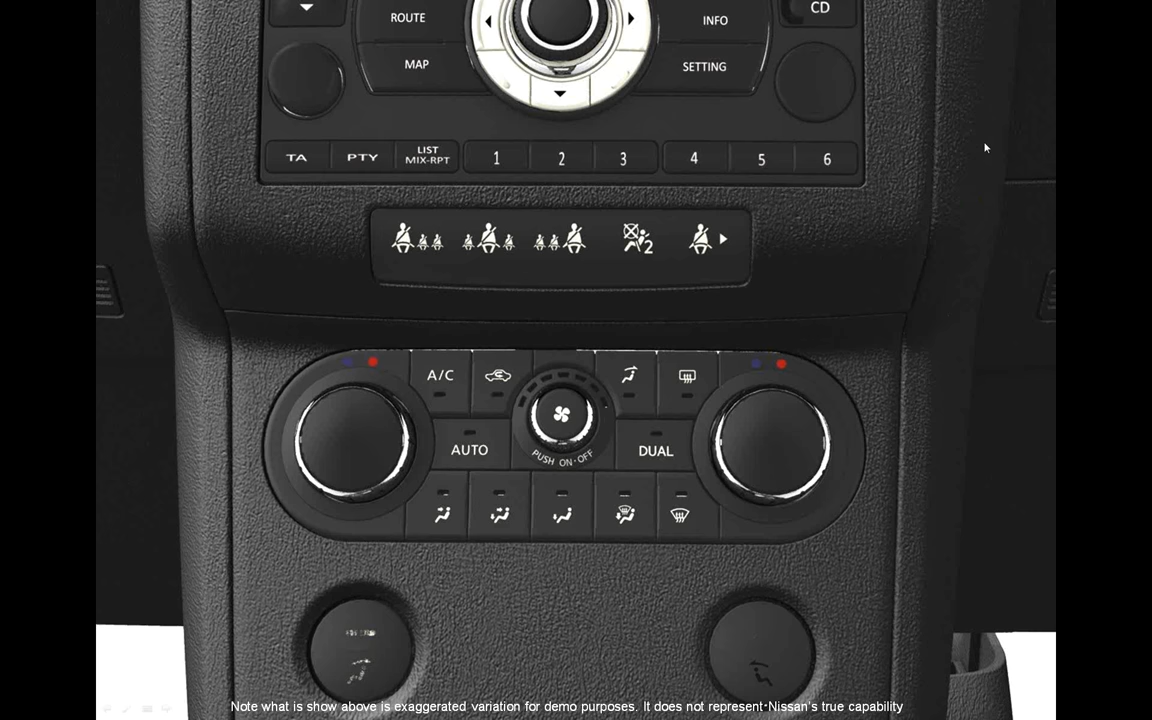 CD
ROUTE
INFO
MAP
SETTING
TA PTY LIST MIX-RPT 1 2 3 4 5 6
2
A/C
AUTO
DUAL
PUSH ON·OFF
Note what is show above is exaggerated variation for demo purposes. It does not represent Nissan's true capability